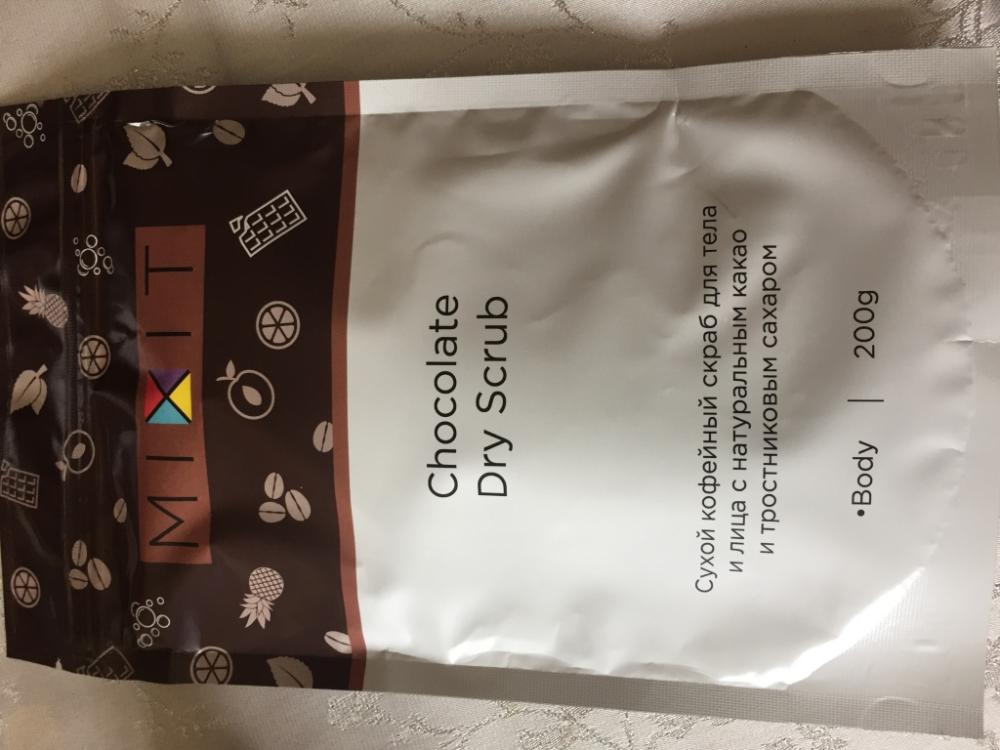 MIXIT
Chocolate
Dry Scrub
Сухой кофейный скраб для тела
и лица с натуральным какао
и тростниковым сахаром
•Body | 200g